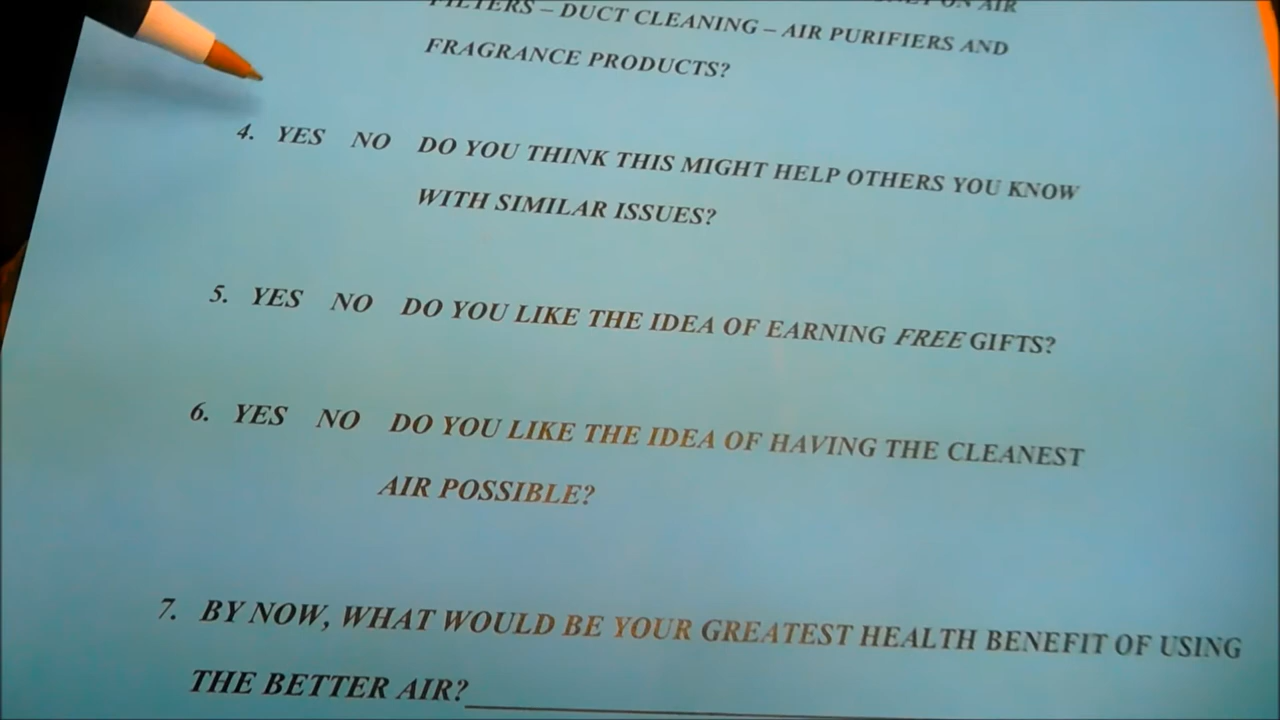 ON AIR
FILTERS – DUCT CLEANING – AIR PURIFIERS AND
FRAGRANCE PRODUCTS?
4. YES NO DO YOU THINK THIS MIGHT HELP OTHERS YOU KNOW
WITH SIMILAR ISSUES?
5. YES NO DO YOU LIKE THE IDEA OF EARNING FREE GIFTS?
6. YES NO DO YOU LIKE THE IDEA OF HAVING THE CLEANEST
AIR POSSIBLE?
7. BY NOW, WHAT WOULD BE YOUR GREATEST HEALTH BENEFIT OF USING
THE BETTER AIR?